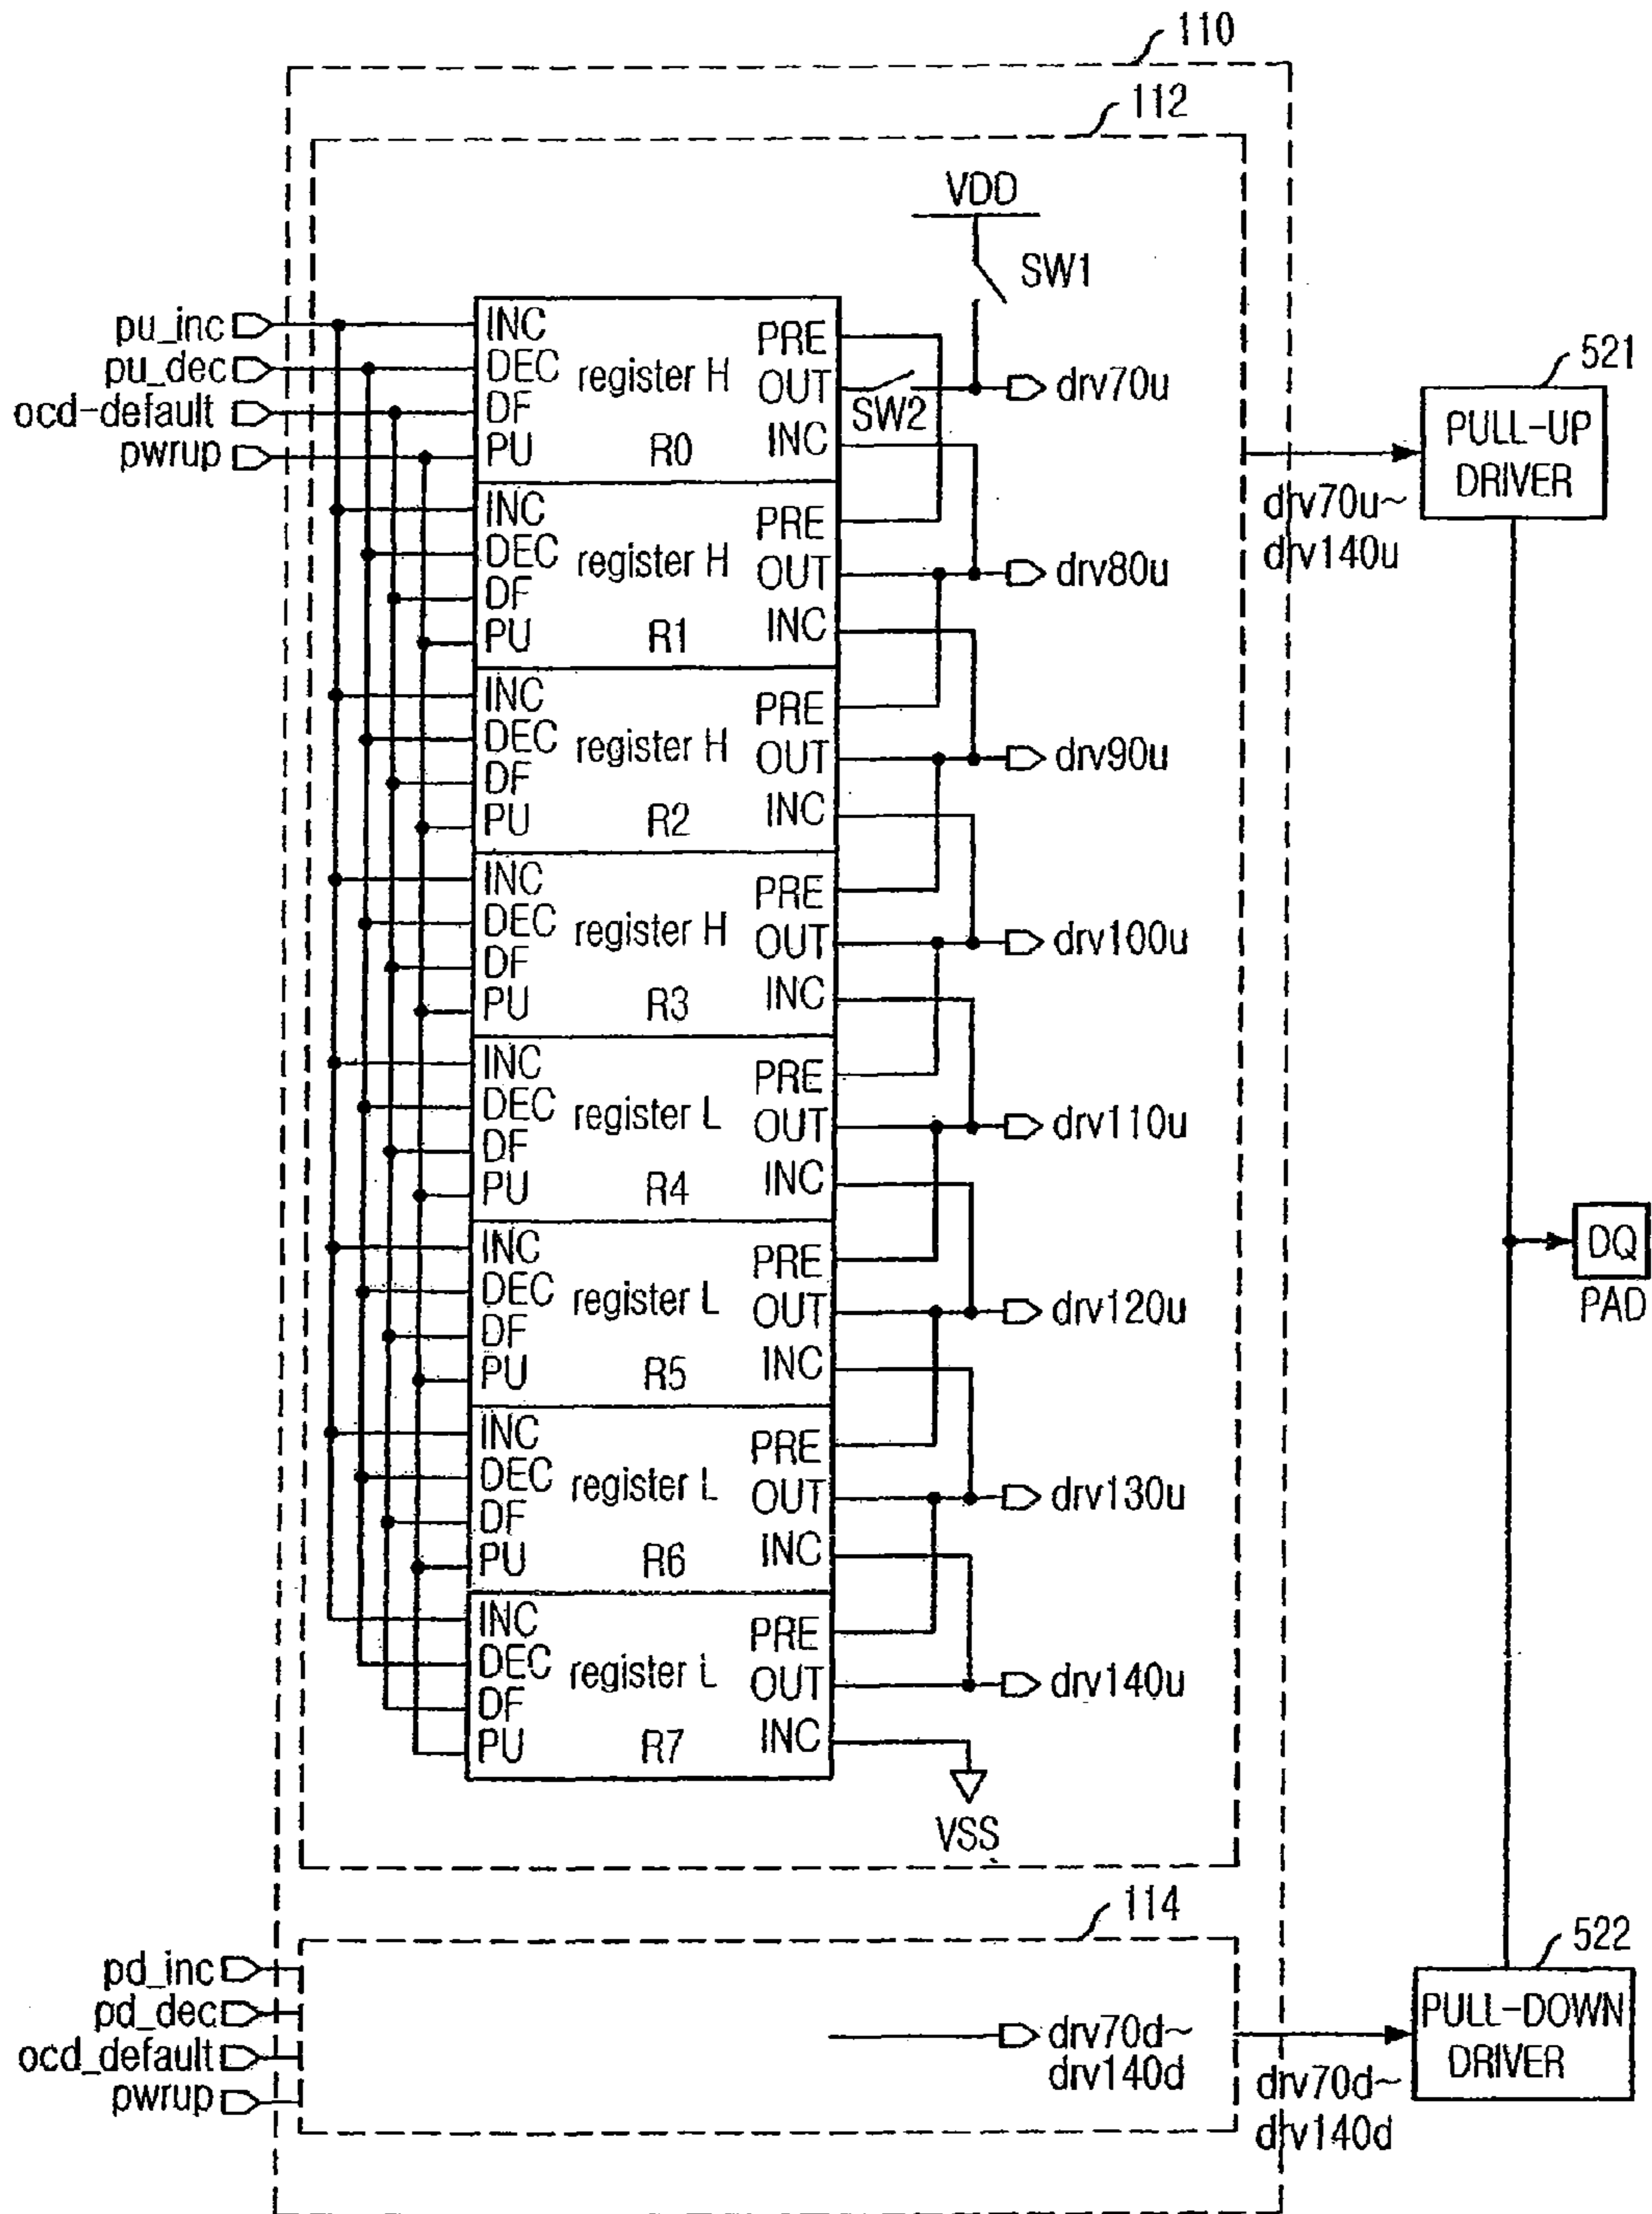 110
112
VDD
SW1
pu_inc
pu_dec
ocd-default
pwrup
INC
DEC
DF
PU
register H
R0
PRE
OUT
INC
SW2
drv70u
INC
DEC
DF
PU
register H
R1
PRE
OUT
INC
drv80u
INC
DEC
DF
PU
register H
R2
PRE
OUT
INC
drv90u
INC
DEC
DF
PU
register H
R3
PRE
OUT
INC
drv100u
INC
DEC
DF
PU
register L
R4
PRE
OUT
INC
drv110u
INC
DEC
DF
PU
register L
R5
PRE
OUT
INC
drv120u
INC
DEC
DF
PU
register L
R6
PRE
OUT
INC
drv130u
INC
DEC
DF
PU
register L
R7
PRE
OUT
INC
drv140u
VSS
521
PULL-UP
DRIVER
drv70u~
drv140u
DQ
PAD
114
pd_inc
pd_dec
ocd_default
pwrup
drv70d~
drv140d
drv70d~
drv140d
522
PULL-DOWN
DRIVER